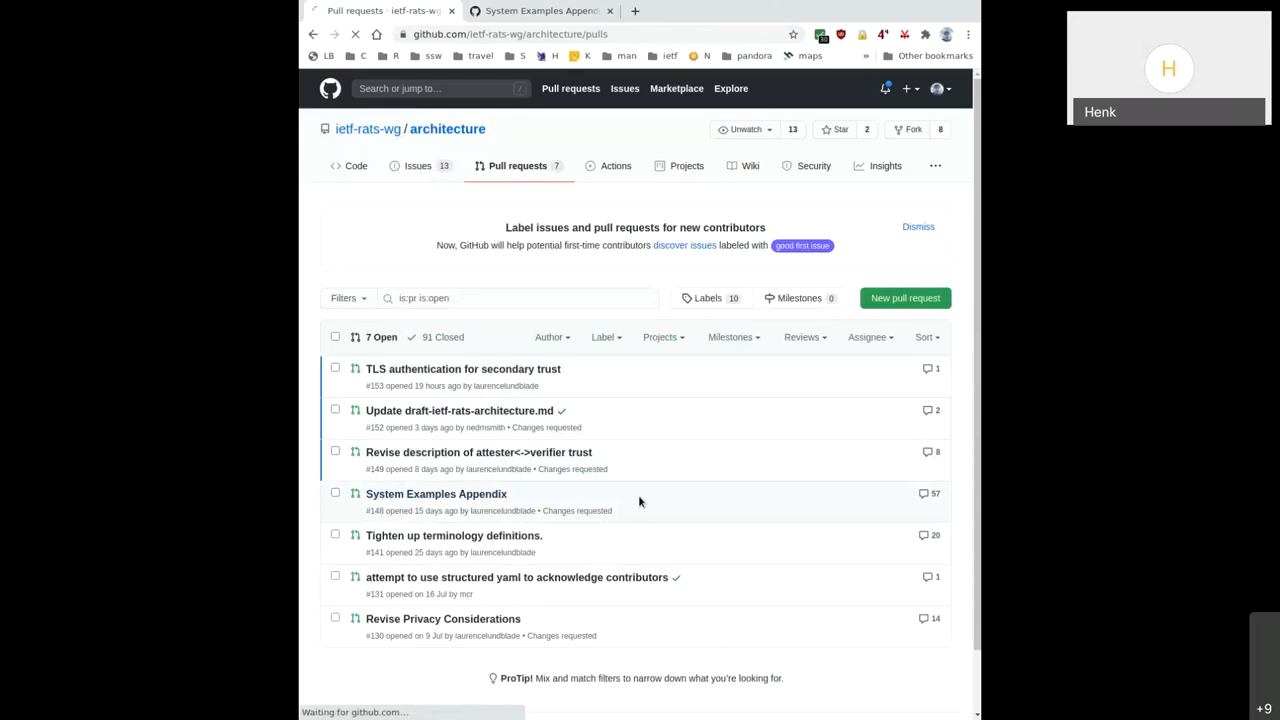 Pull requests · ietf-rats-wg
System Examples Append
github.com/ietf-rats-wg/architecture/pulls
30
4⁰
LB C R ssw travel S H K man ietf N pandora maps » Other bookmarks
Search or jump to… /
Pull requests Issues Marketplace Explore
ietf-rats-wg / architecture
Unwatch 13 Star 2 Fork 8
Code Issues 13 Pull requests 7 Actions Projects Wiki Security Insights
Label issues and pull requests for new contributors
Dismiss
Now, GitHub will help potential first-time contributors discover issues labeled with good first issue
Filters is:pr is:open Labels 10 Milestones 0 New pull request
7 Open 91 Closed Author Label Projects Milestones Reviews Assignee Sort
TLS authentication for secondary trust 1
#153 opened 19 hours ago by laurencelundblade
Update draft-ietf-rats-architecture.md 2
#152 opened 3 days ago by nedmsmith • Changes requested
Revise description of attester<->verifier trust 8
#149 opened 8 days ago by laurencelundblade • Changes requested
System Examples Appendix 57
#148 opened 15 days ago by laurencelundblade • Changes requested
Tighten up terminology definitions. 20
#141 opened 25 days ago by laurencelundblade
attempt to use structured yaml to acknowledge contributors 1
#131 opened on 16 Jul by mcr
Revise Privacy Considerations 14
#130 opened on 9 Jul by laurencelundblade • Changes requested
ProTip! Mix and match filters to narrow down what you're looking for.
Waiting for github.com…
H
Henk
+9